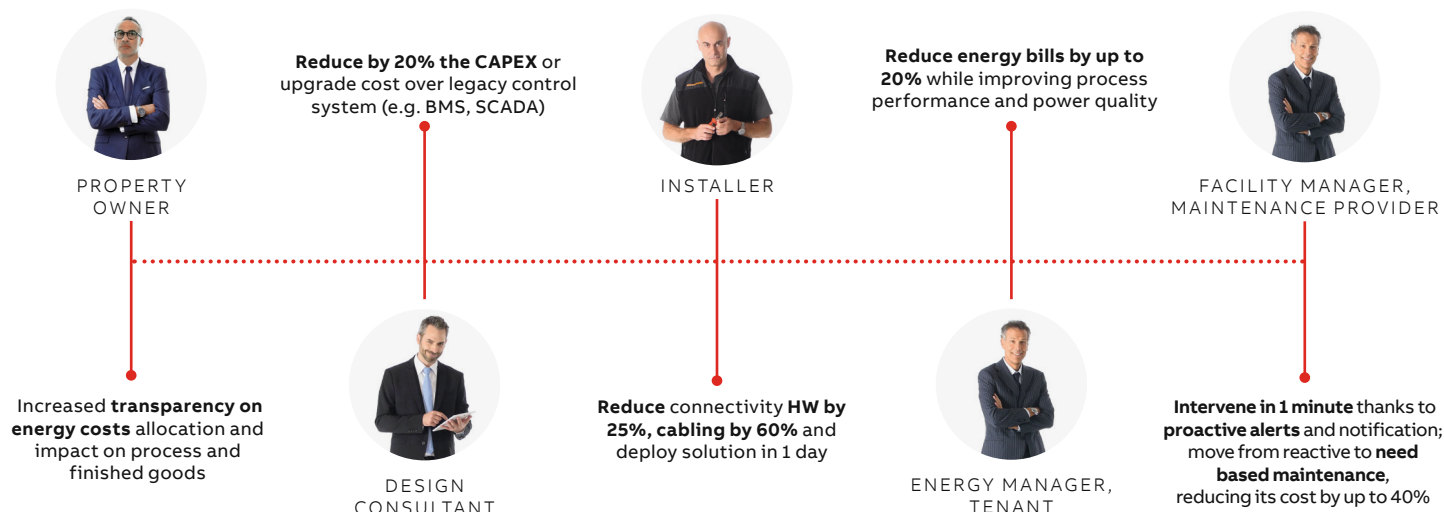 PROPERTY
OWNER
Increased transparency on
energy costs allocation and
impact on process and
finished goods
Reduce by 20% the CAPEX or
upgrade cost over legacy control
system (e.g. BMS, SCADA)
DESIGN
CONSULTANT
INSTALLER
Reduce connectivity HW by
25%, cabling by 60% and
deploy solution in 1 day
Reduce energy bills by up to
20% while improving process
performance and power quality
ENERGY MANAGER,
TENANT
FACILITY MANAGER,
MAINTENANCE PROVIDER
Intervene in 1 minute thanks to
proactive alerts and notification;
move from reactive to need
based maintenance,
reducing its cost by up to 40%